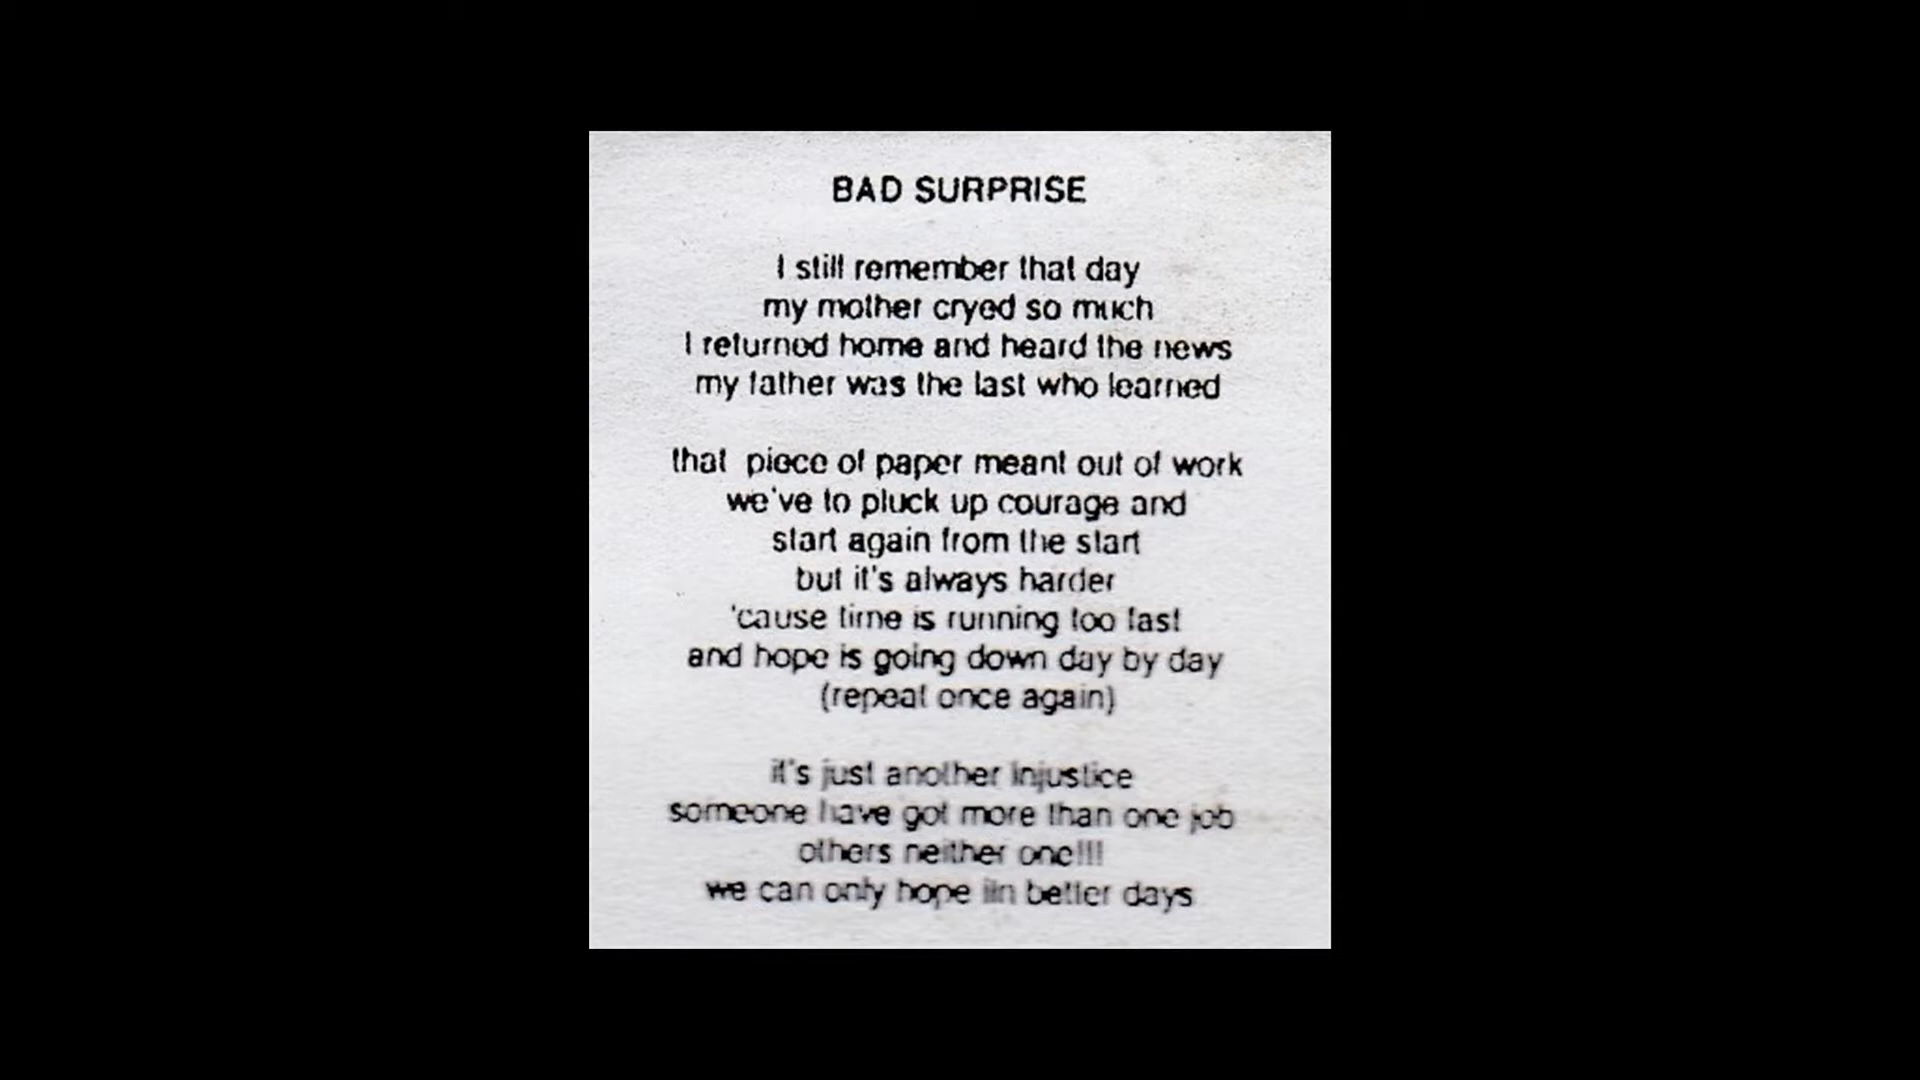 BAD SURPRISE
I still remember that day
my mother cryed so much
I returned home and heard the news
my father was the last who learned
that piece of paper meant out of work
we've to pluck up courage and
start again from the start
but it's always harder
'cause time is running too fast
and hope is going down day by day
(repeat once again)
it's just another injustice
someone have got more than one job
others neither one!!!
we can only hope iin better days